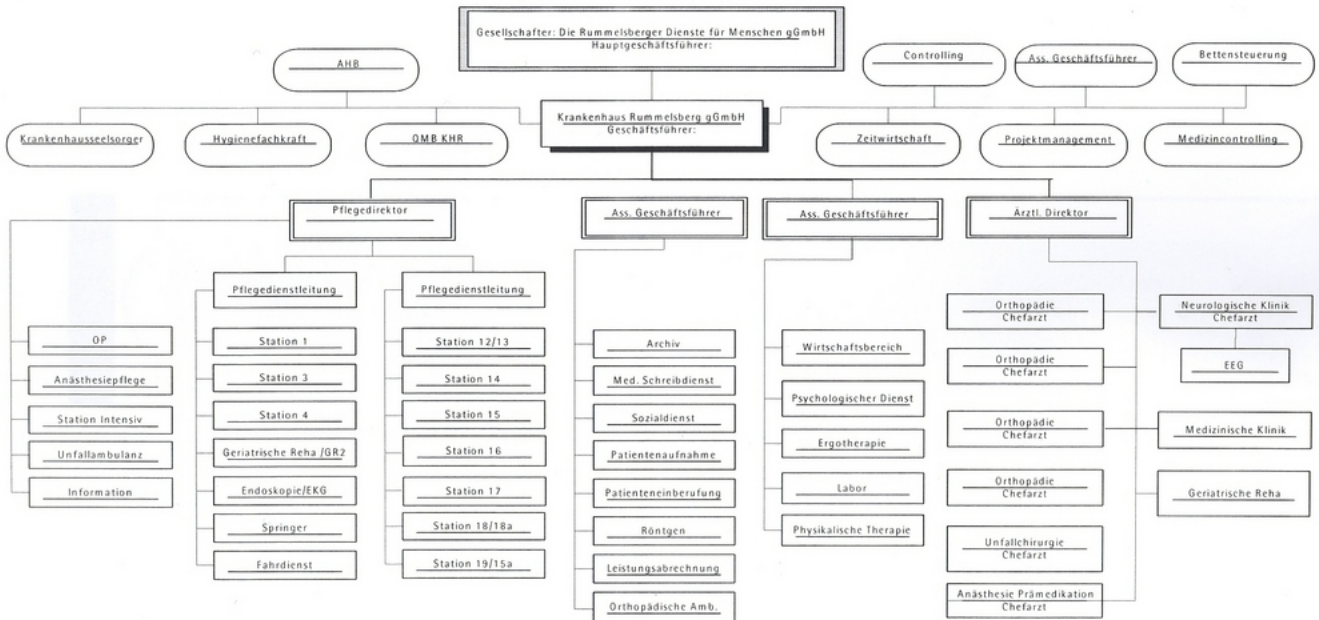 Gesellschafter: Die Rummelsberger Dienste für Menschen gGmbH
Hauptgeschäftsführer:
AHB
Controlling
Ass. Geschäftsführer
Bettensteuerung
Krankenhaus Rummelsberg gGmbH
Geschäftsführer:
Krankenhausseelsorger
Hygienefachkraft
QMB KHR
Zeitwirtschaft
Projektmanagement
Medizincontrolling
Pflegedirektor
Ass. Geschäftsführer
Ass. Geschäftsführer
Ärztl. Direktor
OP
Anästhesiepflege
Station Intensiv
Unfallambulanz
Information
Pflegedienstleitung
Station 1
Station 3
Station 4
Geriatrische Reha /GR2
Endoskopie/EKG
Springer
Fahrdienst
Pflegedienstleitung
Station 12/13
Station 14
Station 15
Station 16
Station 17
Station 18/18a
Station 19/15a
Archiv
Med. Schreibdienst
Sozialdienst
Patientenaufnahme
Patienteneinberufung
Röntgen
Leistungsabrechnung
Orthopädische Amb.
Wirtschaftsbereich
Psychologischer Dienst
Ergotherapie
Labor
Physikalische Therapie
Orthopädie
Chefarzt
Orthopädie
Chefarzt
Orthopädie
Chefarzt
Orthopädie
Chefarzt
Unfallchirurgie
Chefarzt
Anästhesie Prämedikation
Chefarzt
Neurologische Klinik
Chefarzt
EEG
Medizinische Klinik
Geriatrische Reha